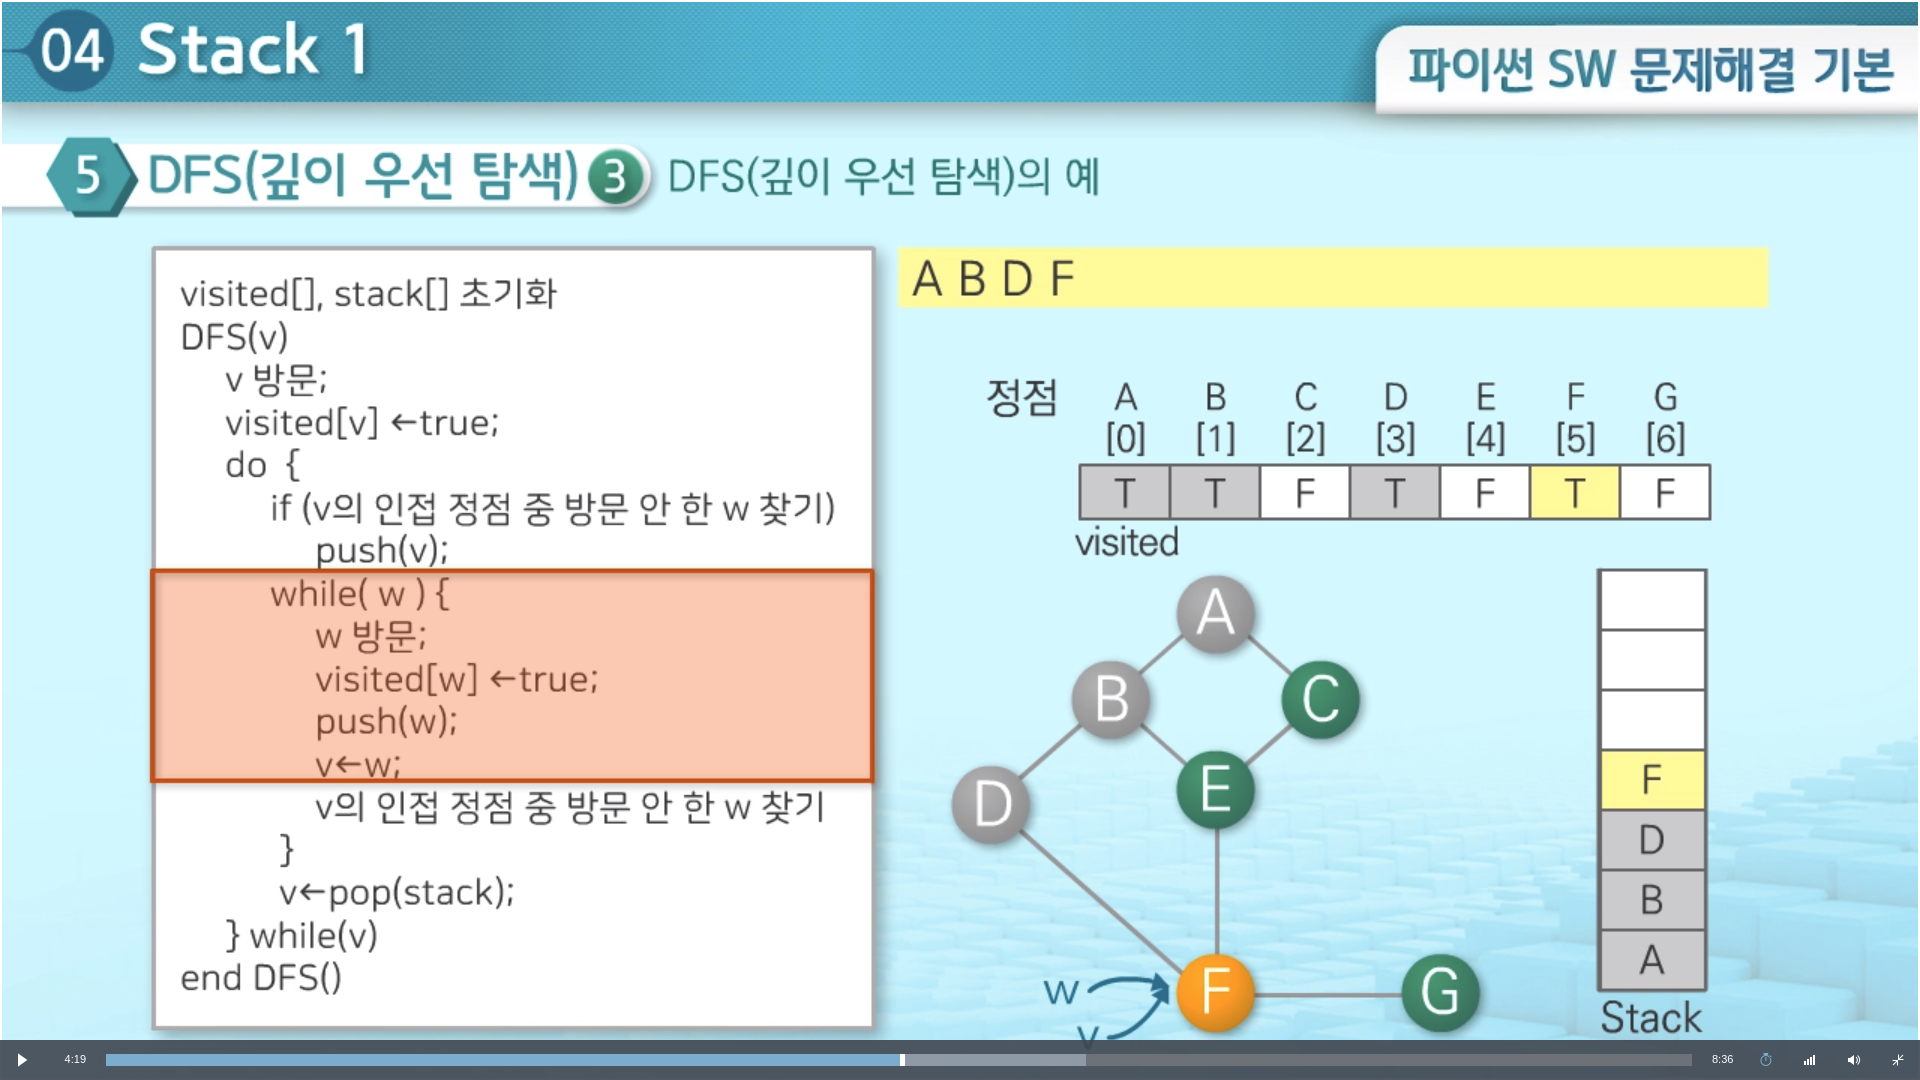 04 Stack 1
파이썬 SW 문제해결 기본
5 DFS(깊이 우선 탐색) 3 DFS(깊이 우선 탐색)의 예
visited[], stack[] 초기화
DFS(v)
v 방문;
visited[v] ←true;
do {
if (v의 인접 정점 중 방문 안 한 w 찾기)
push(v);
while( w ) {
w 방문;
visited[w] ←true;
push(w);
v←w;
v의 인접 정점 중 방문 안 한 w 찾기
}
v←pop(stack);
} while(v)
end DFS()
A B D F
정점 A B C D E F G
[0] [1] [2] [3] [4] [5] [6]
T T F T F T F
visited
A
B C
D E
w F G
v
F
D
B
A
Stack
4:19 8:36